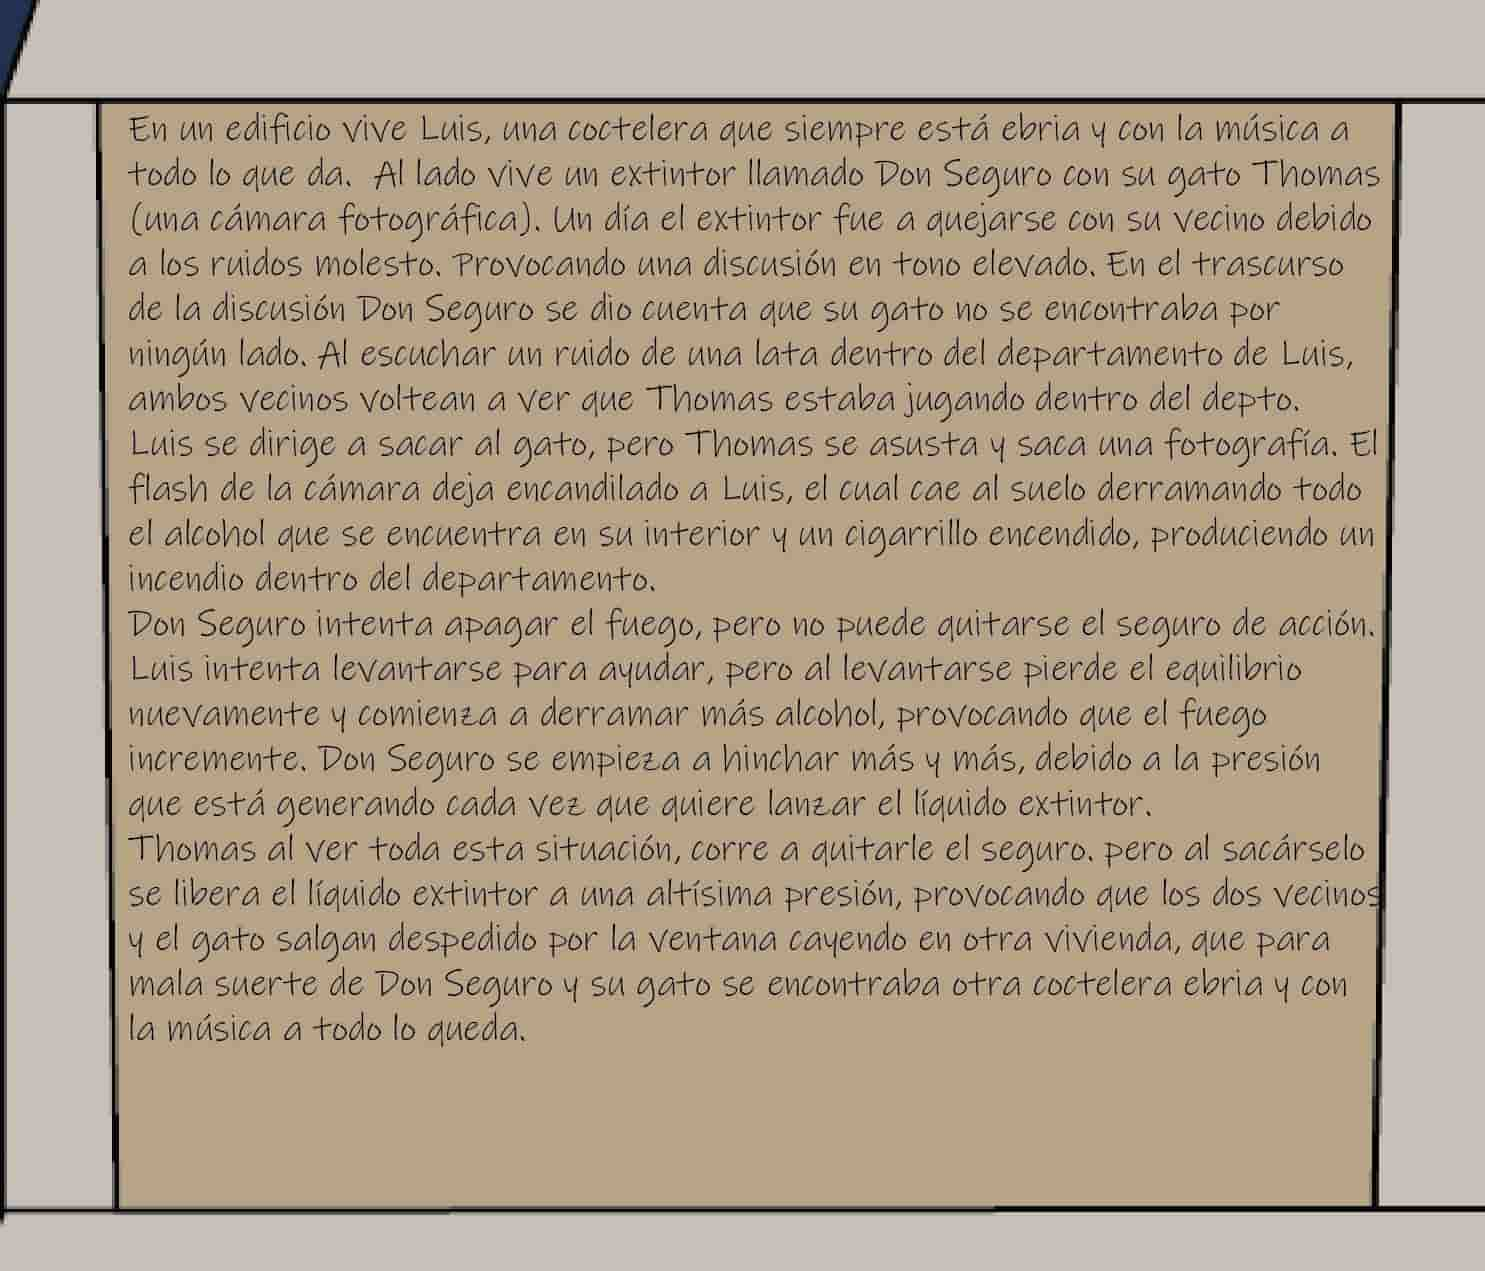 En un edificio vive Luis, una coctelera que siempre está ebria y con la música a
todo lo que da. Al lado vive un extintor llamado Don Seguro con su gato Thomas
(una cámara fotográfica). Un día el extintor fue a quejarse con su vecino debido
a los ruidos molesto. Provocando una discusión en tono elevado. En el trascurso
de la discusión Don Seguro se dio cuenta que su gato no se encontraba por
ningún lado. Al escuchar un ruido de una lata dentro del departamento de Luis,
ambos vecinos voltean a ver que Thomas estaba jugando dentro del depto.
Luis se dirige a sacar al gato, pero Thomas se asusta y saca una fotografía. El
flash de la cámara deja encandilado a Luis, el cual cae al suelo derramando todo
el alcohol que se encuentra en su interior y un cigarrillo encendido, produciendo un
incendio dentro del departamento.
Don Seguro intenta apagar el fuego, pero no puede quitarse el seguro de acción.
Luis intenta levantarse para ayudar, pero al levantarse pierde el equilibrio
nuevamente y comienza a derramar más alcohol, provocando que el fuego
incremente. Don Seguro se empieza a hinchar más y más, debido a la presión
que está generando cada vez que quiere lanzar el líquido extintor.
Thomas al ver toda esta situación, corre a quitarle el seguro. pero al sacárselo
se libera el líquido extintor a una altísima presión, provocando que los dos vecinos
y el gato salgan despedido por la ventana cayendo en otra vivienda, que para
mala suerte de Don Seguro y su gato se encontraba otra coctelera ebria y con
la música a todo lo queda.